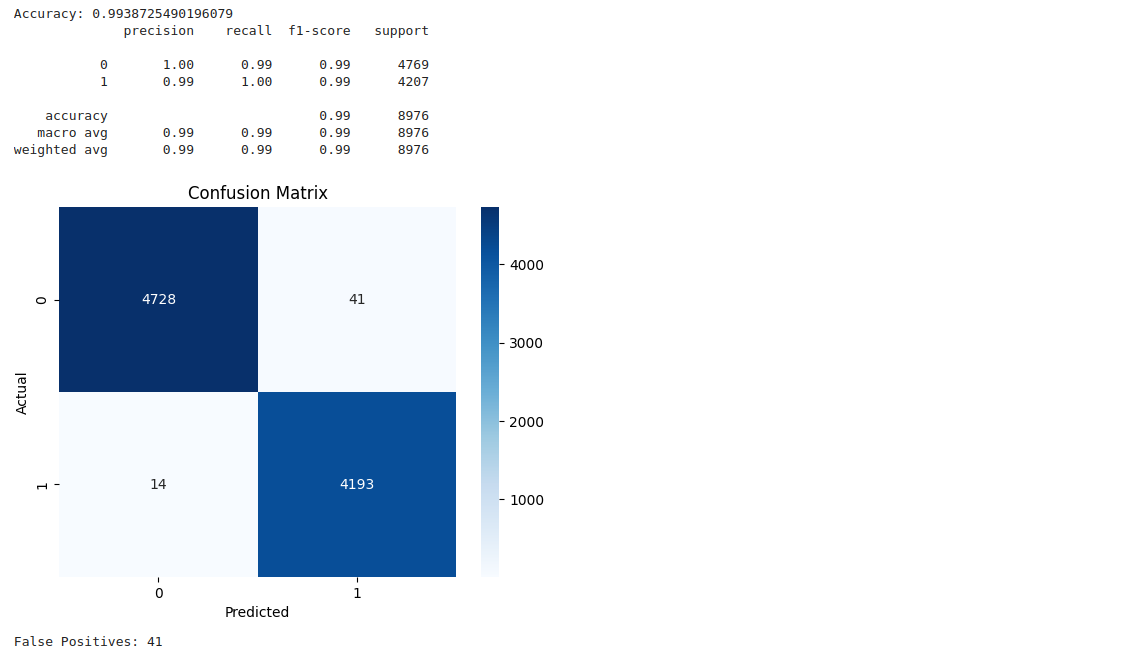 Accuracy: 0.9938725490196079
precision recall f1-score support
0 1.00 0.99 0.99 4769
1 0.99 1.00 0.99 4207
accuracy 0.99 8976
macro avg 0.99 0.99 0.99 8976
weighted avg 0.99 0.99 0.99 8976
Confusion Matrix
4000
0 4728 41
3000
Actual
2000
1 14 4193
1000
0 1
Predicted
False Positives: 41